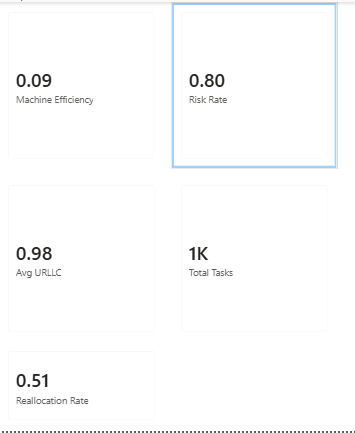 0.09
Machine Efficiency
0.80
Risk Rate
0.98
Avg URLLC
1K
Total Tasks
0.51
Reallocation Rate